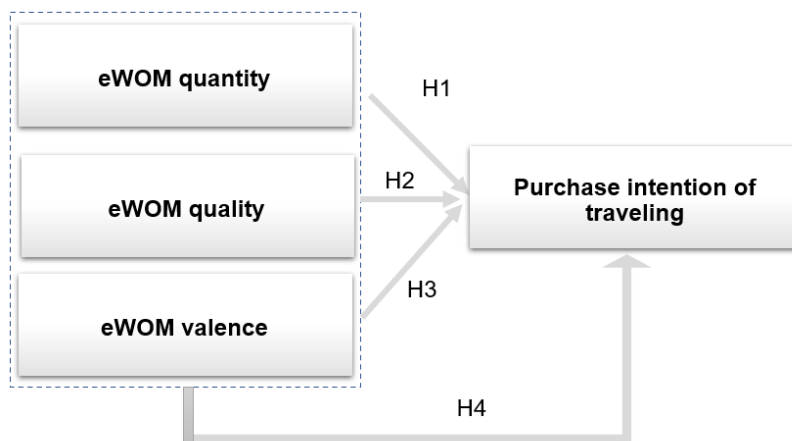 eWOM quantity
H1
eWOM quality
H2
Purchase intention of
traveling
H3
eWOM valence
H4